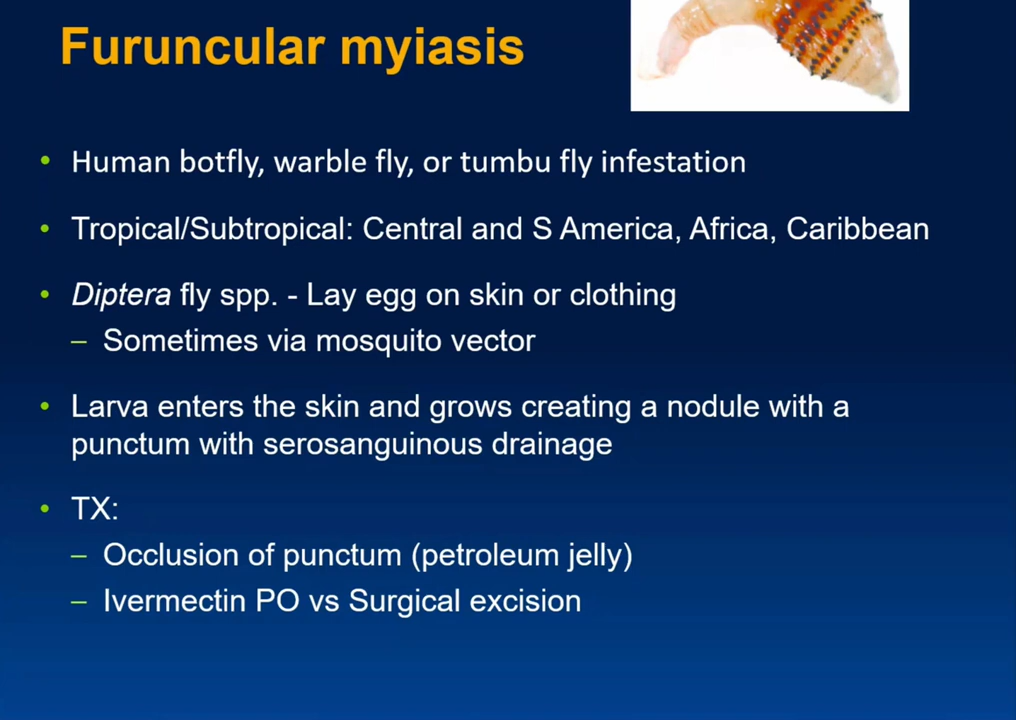 Furuncular myiasis
• Human botfly, warble fly, or tumbu fly infestation
• Tropical/Subtropical: Central and S America, Africa, Caribbean
• Diptera fly spp. - Lay egg on skin or clothing
– Sometimes via mosquito vector
• Larva enters the skin and grows creating a nodule with a
punctum with serosanguinous drainage
• TX:
– Occlusion of punctum (petroleum jelly)
– Ivermectin PO vs Surgical excision